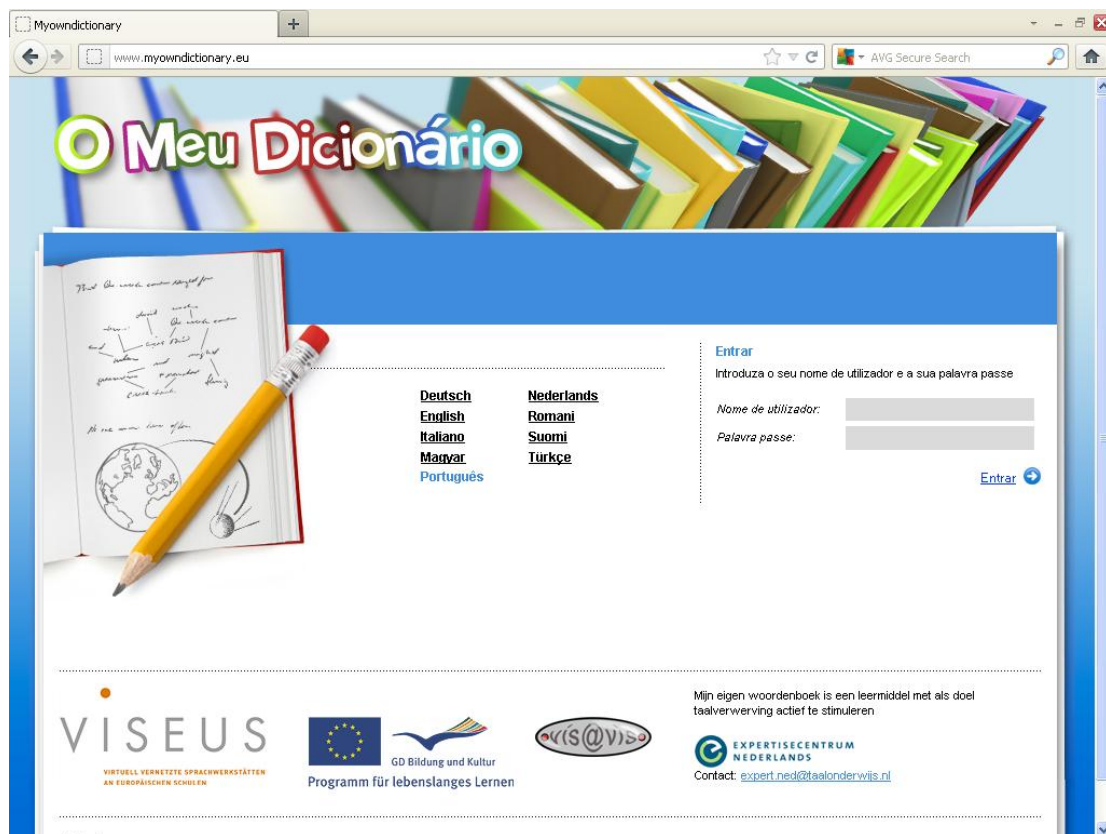 Myowndictionary
www.myowndictionary.eu
AVG Secure Search
O Meu Dicionário
Entrar
Introduza o seu nome de utilizador e a sua palavra passe
Nome de utilizador:
Palavra passe:
Entrar
Deutsch
English
Italiano
Magyar
Português
Nederlands
Romani
Suomi
Türkçe
VISEUS
VIRTUELL VERNETZTE SPRACHWERKSTÄTTEN
AN EUROPÄISCHEN SCHULEN
GD Bildung und Kultur
Programm für lebenslanges Lernen
vis@vis
Mijn eigen woordenboek is een leermiddel met als doel
taalverwerving actief te stimuleren
EXPERTISECENTRUM
NEDERLANDS
Contact: expert.ned@taalonderwijs.nl